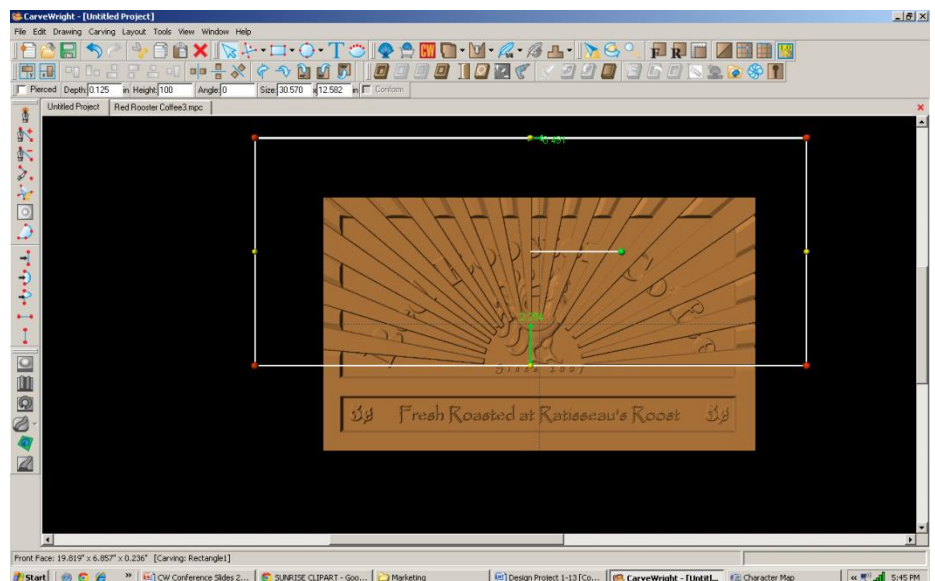 CarveWright - [Untitled Project]
File Edit Drawing Carving Layout Tools View Window Help
Pierced Depth: 0.125 in Height: 100 Angle: 0 Size: 30.570 x 12.582 in Conform
Untitled Project Red Rooster Coffee3.mpc
Since 2007
Fresh Roasted at Ratisseau's Roost
Front Face: 19.819" x 6.857" x 0.236" [Carving: Rectangle1]
Start CW Conference Slides 2... SUNRISE CLIPART - Goo... Marketing Design Project 1-13 [Co... CarveWright - [Untitl... Character Map 5:45 PM